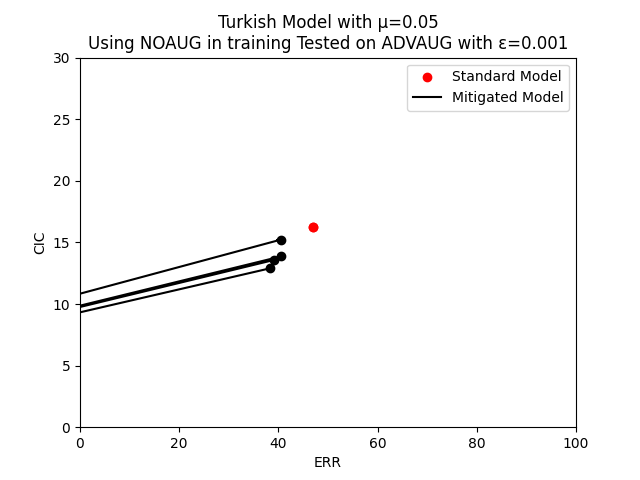 Turkish Model with μ=0.05
Using NOAUG in training Tested on ADVAUG with ε=0.001
Standard Model
Mitigated Model
30
25
20
15
10
5
0
CIC
0 20 40 60 80 100
ERR